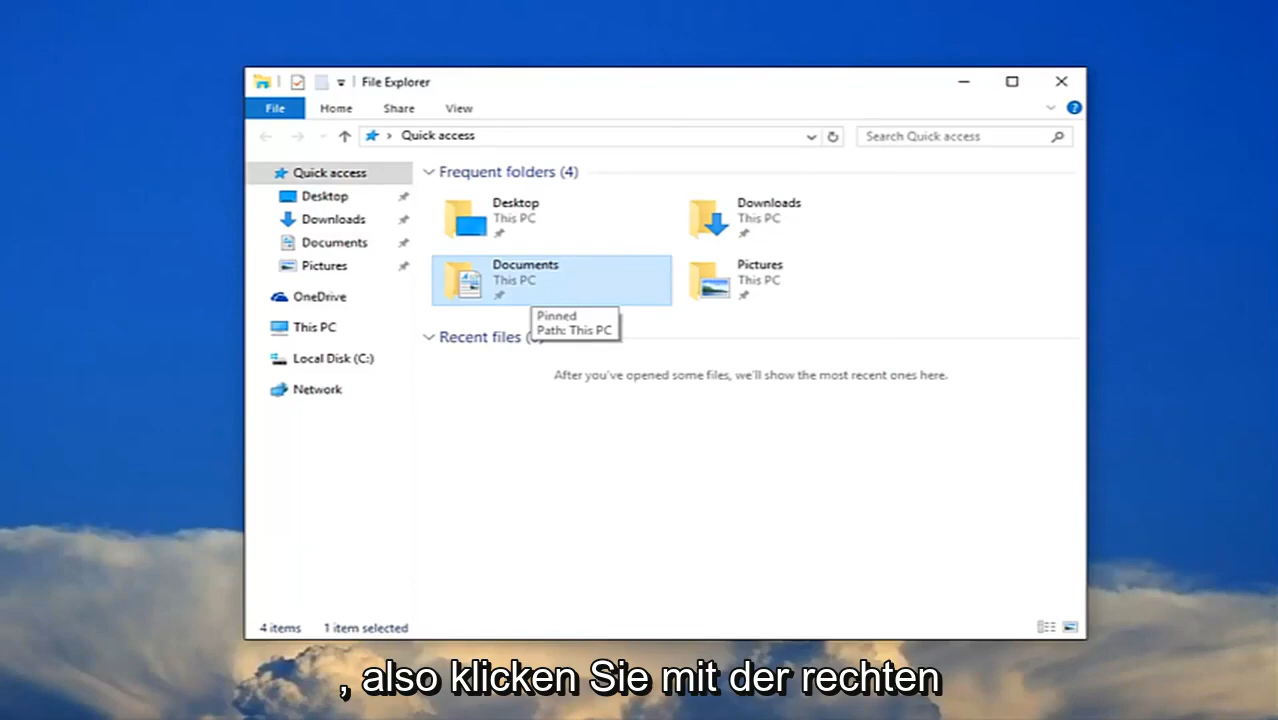 File Explorer
File Home Share View
Quick access
Search Quick access
Quick access
Desktop
Downloads
Documents
Pictures
OneDrive
This PC
Local Disk (C:)
Network
Frequent folders (4)
Desktop
This PC
Downloads
This PC
Documents
This PC
Pictures
This PC
Pinned
Path: This PC
Recent files
After you've opened some files, we'll show the most recent ones here.
4 items 1 item selected
, also klicken Sie mit der rechten